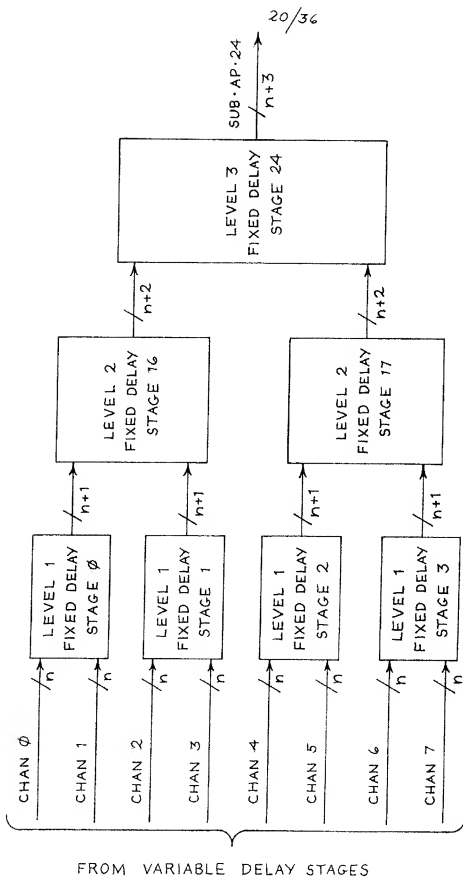 CHAN Ø
CHAN 1
CHAN 2
CHAN 3
CHAN 4
CHAN 5
CHAN 6
CHAN 7
n
n
n
n
n
n
n
n
LEVEL 1
FIXED DELAY
STAGE Ø
LEVEL 1
FIXED DELAY
STAGE 1
LEVEL 1
FIXED DELAY
STAGE 2
LEVEL 1
FIXED DELAY
STAGE 3
n+1
n+1
n+1
n+1
LEVEL 2
FIXED DELAY
STAGE 16
LEVEL 2
FIXED DELAY
STAGE 17
n+2
n+2
LEVEL 3
FIXED DELAY
STAGE 24
SUB·AP·24
n+3
20/36
FROM VARIABLE DELAY STAGES